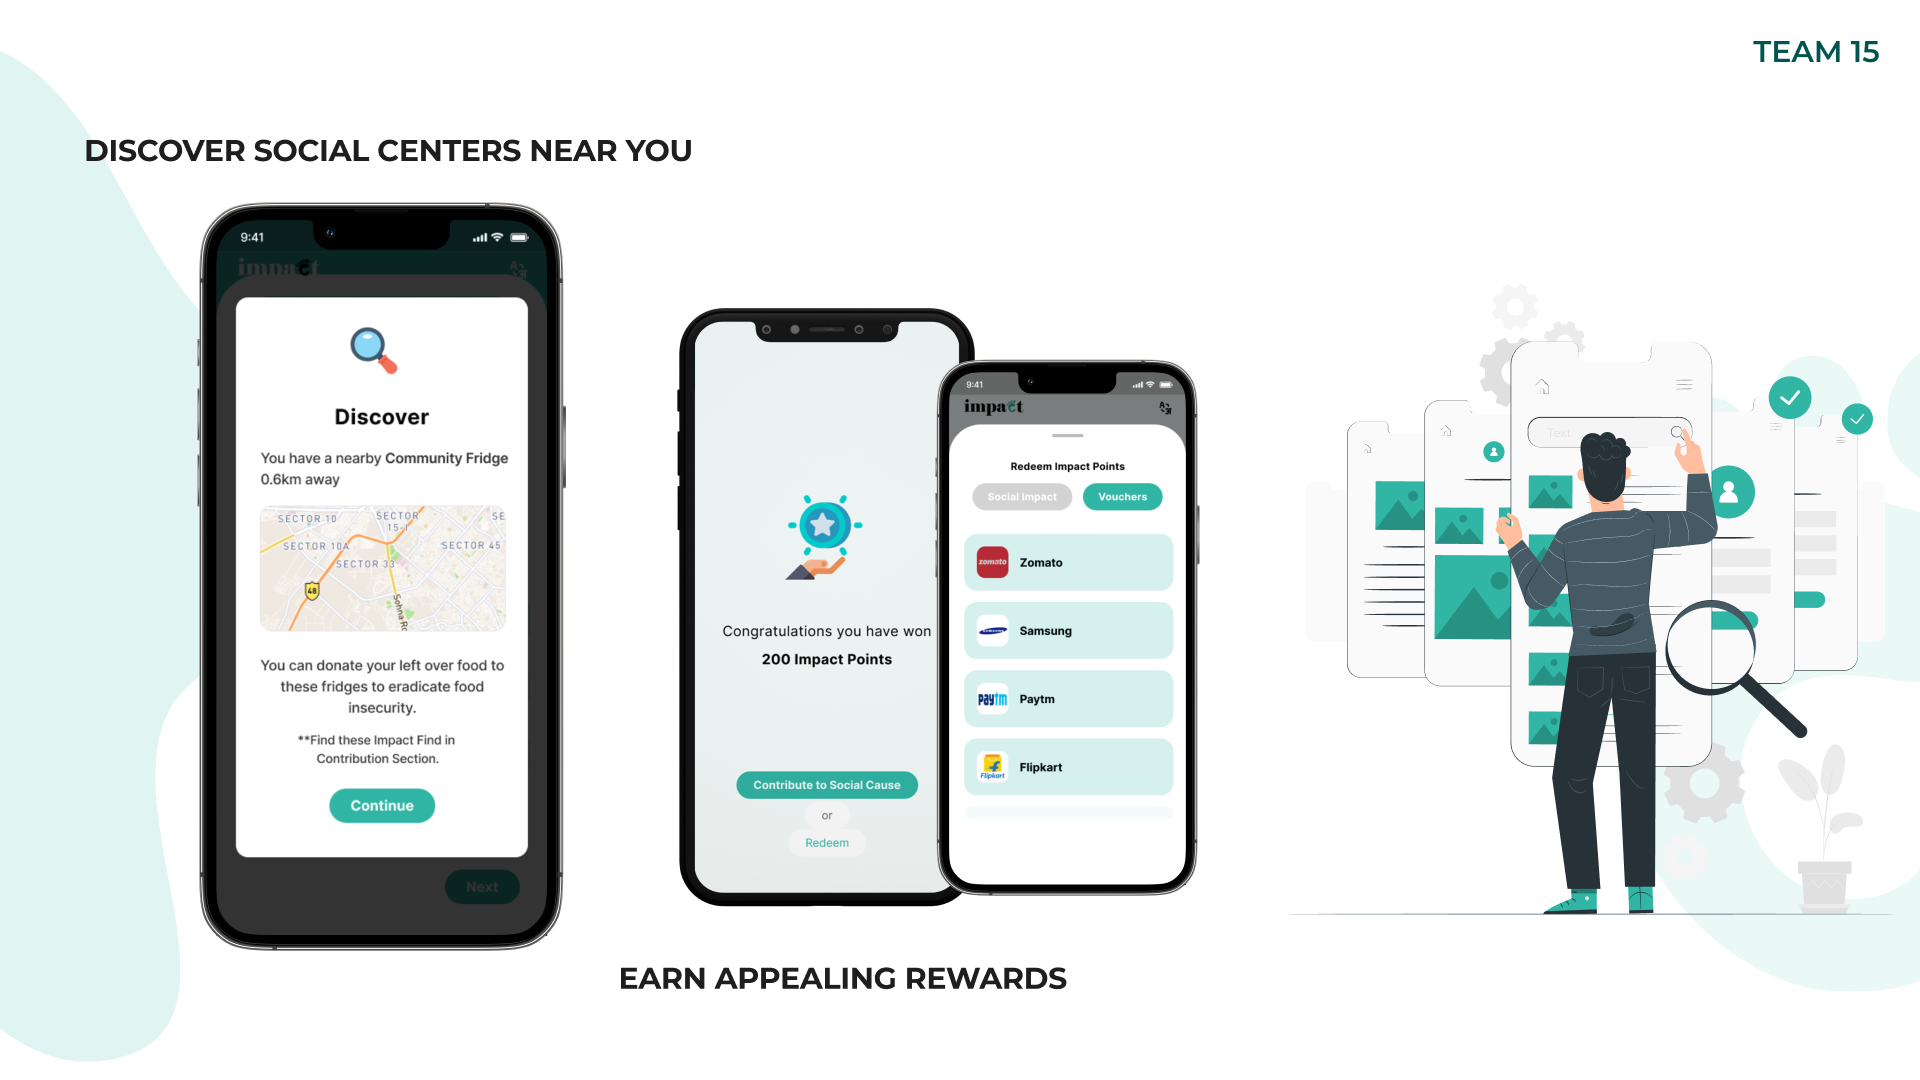 TEAM 15
DISCOVER SOCIAL CENTERS NEAR YOU
9:41
impact
Discover
You have a nearby Community Fridge
0.6km away
SECTOR 10
SECTOR
15-I
SE
SECTOR 10A
SECTOR 45
SECTOR 33
48
Sohna Ro
You can donate your left over food to
these fridges to eradicate food
insecurity.
**Find these Impact Find in
Contribution Section.
Continue
Next
Congratulations you have won
200 Impact Points
Contribute to Social Cause
or
Redeem
9:41
impact
Redeem Impact Points
Social Impact
Vouchers
zomato
Zomato
SAMSUNG
Samsung
paytm
Paytm
Flipkart
Flipkart
Text
EARN APPEALING REWARDS